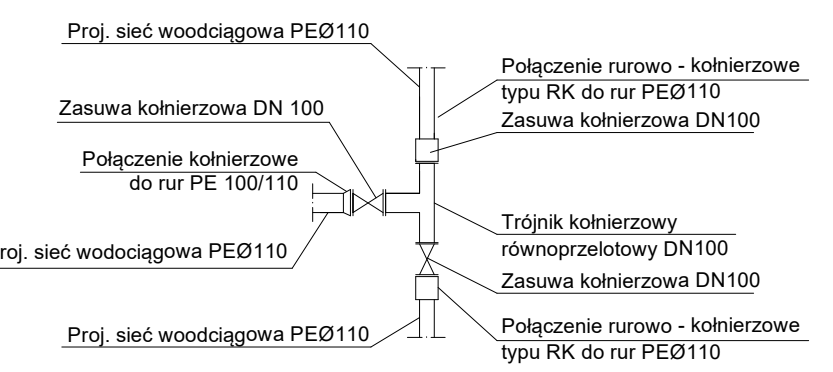 Proj. sieć woodciągowa PEØ110
Zasuwa kołnierzowa DN 100
Połączenie kołnierzowe
do rur PE 100/110
roj. sieć wodociągowa PEØ110
Proj. sieć woodciągowa PEØ110
Połączenie rurowo - kołnierzowe
typu RK do rur PEØ110
Zasuwa kołnierzowa DN100
Trójnik kołnierzowy
równoprzelotowy DN100
Zasuwa kołnierzowa DN100
Połączenie rurowo - kołnierzowe
typu RK do rur PEØ110